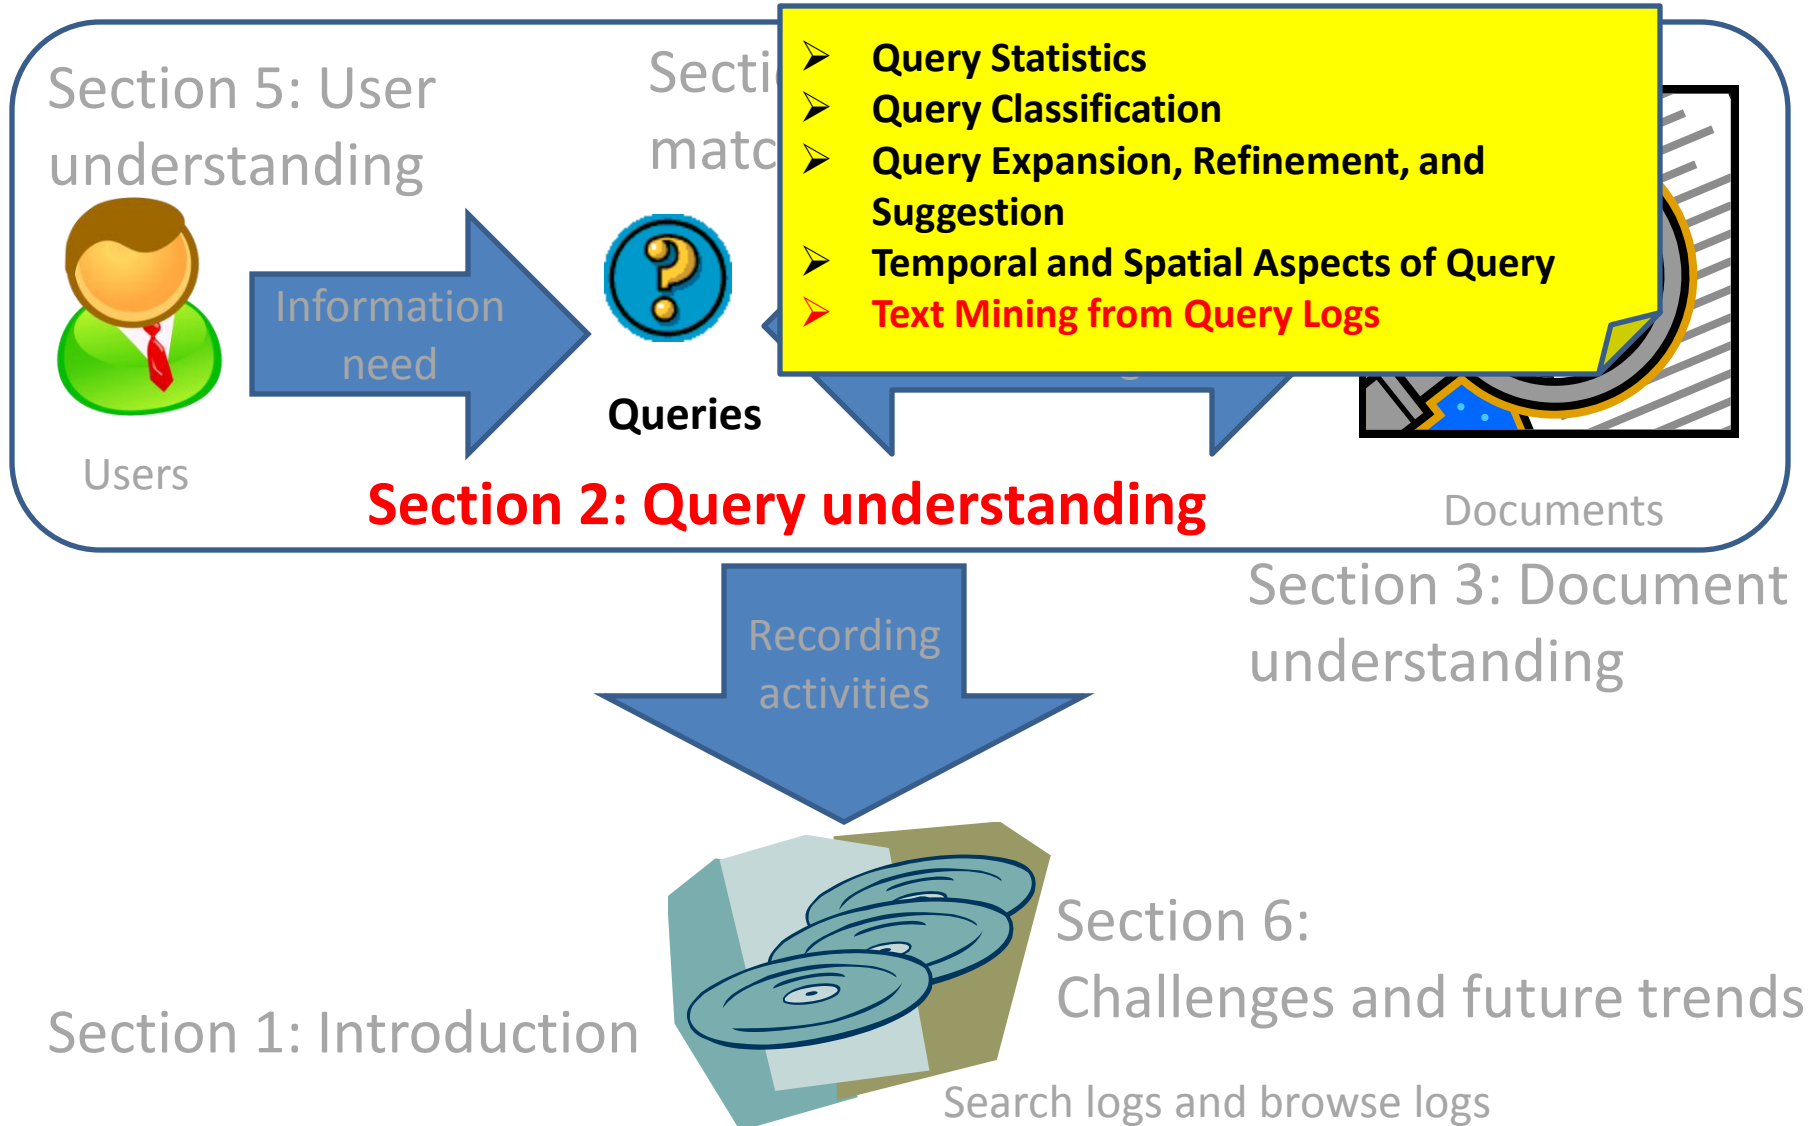 Section 5: User
understanding
Secti
matc
➢ Query Statistics
➢ Query Classification
➢ Query Expansion, Refinement, and
Suggestion
➢ Temporal and Spatial Aspects of Query
➢ Text Mining from Query Logs
Information
need
Queries
Users
Section 2: Query understanding
Documents
Section 3: Document
understanding
Recording
activities
Section 6:
Challenges and future trends
Section 1: Introduction
Search logs and browse logs